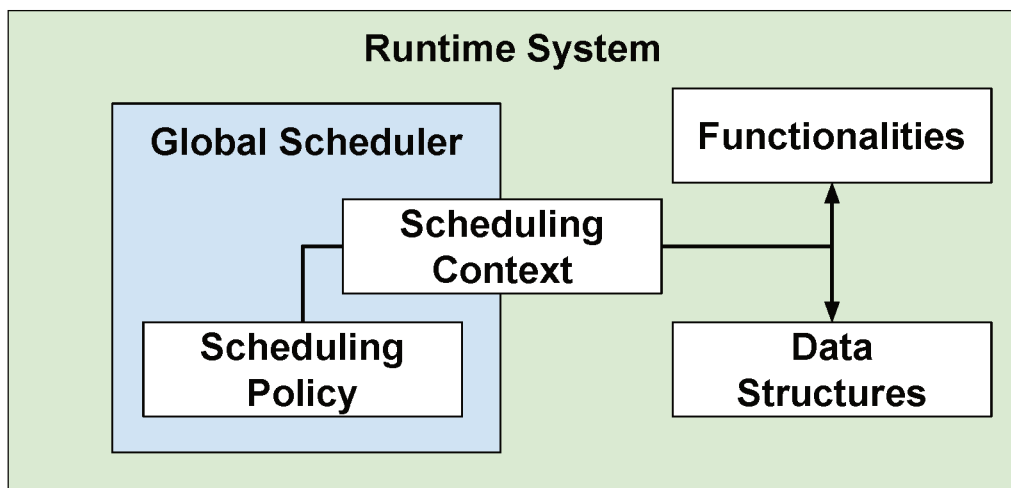 Runtime System
Global Scheduler
Functionalities
Scheduling
Context
Scheduling
Policy
Data
Structures